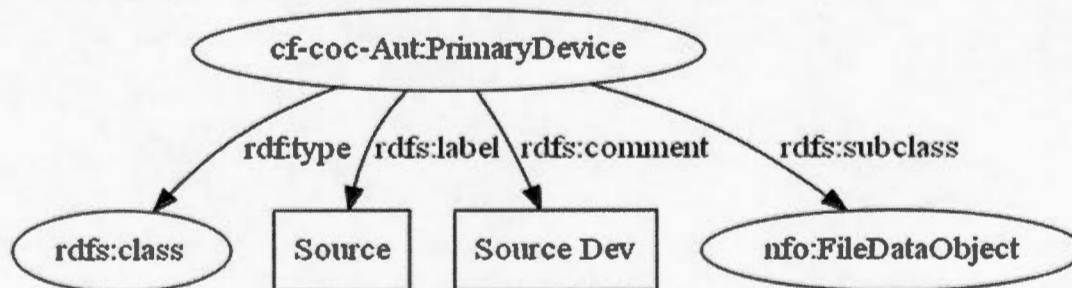 cf-coc-Aut:PrimaryDevice
rdf:type rdfs:label rdfs:comment rdfs:subclass
rdfs:class Source Source Dev nfo:FileDataObject